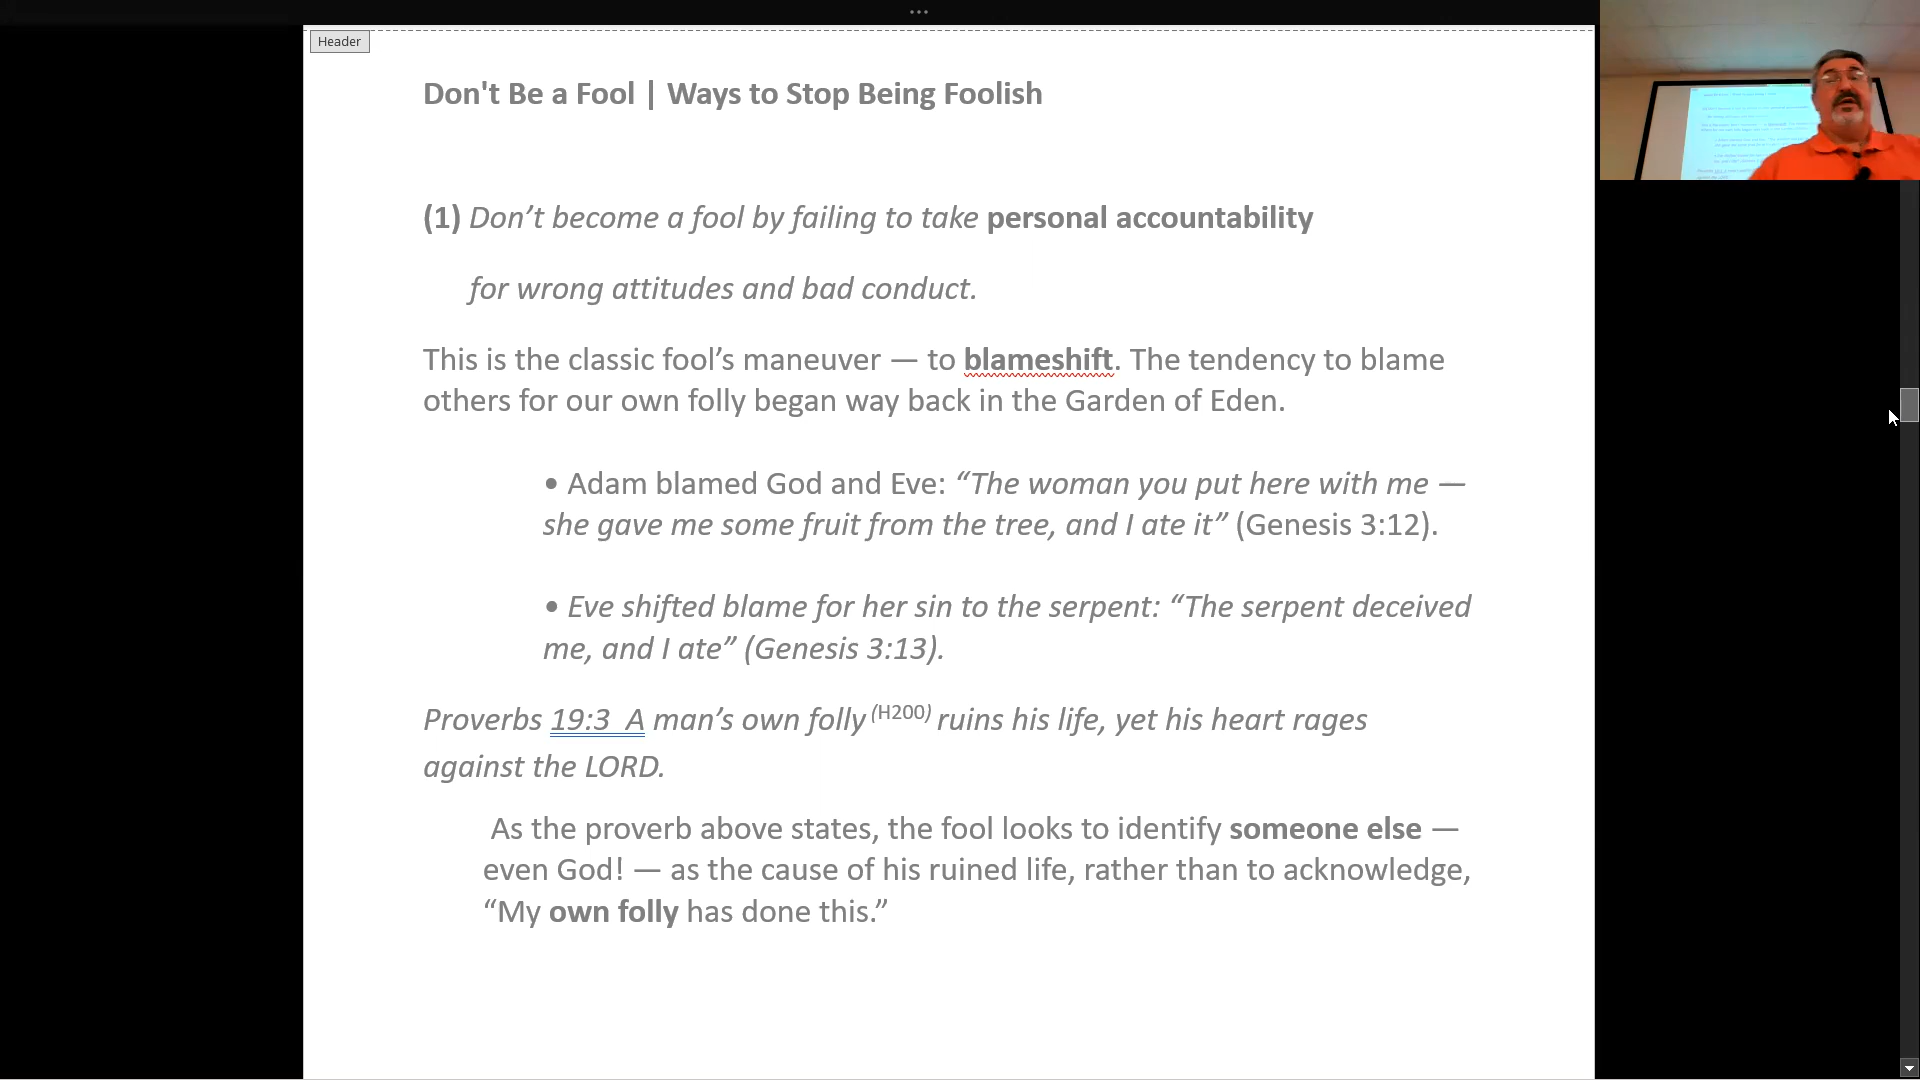 Header
Don't Be a Fool | Ways to Stop Being Foolish
(1) Don’t become a fool by failing to take personal accountability
for wrong attitudes and bad conduct.
This is the classic fool’s maneuver — to blameshift. The tendency to blame
others for our own folly began way back in the Garden of Eden.
• Adam blamed God and Eve: “The woman you put here with me —
she gave me some fruit from the tree, and I ate it” (Genesis 3:12).
• Eve shifted blame for her sin to the serpent: “The serpent deceived
me, and I ate” (Genesis 3:13).
Proverbs 19:3  A man’s own folly (H200) ruins his life, yet his heart rages
against the LORD.
As the proverb above states, the fool looks to identify someone else —
even God! — as the cause of his ruined life, rather than to acknowledge,
“My own folly has done this.”